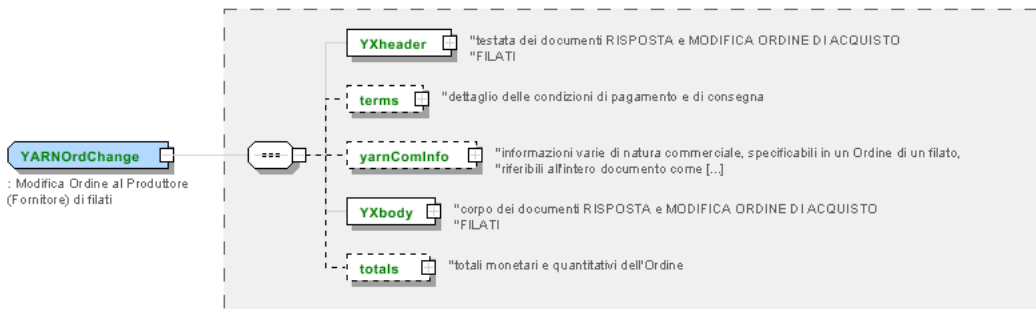 YXheader
"testata dei documenti RISPOSTA e MODIFICA ORDINE DI ACQUISTO
"FILATI
terms
"dettaglio delle condizioni di pagamento e di consegna
YARNOrdChange
: Modifica Ordine al Produttore
(Fornitore) di filati
yarnComInfo
"informazioni varie di natura commerciale, specificabili in un Ordine di un filato,
"riferibili all'intero documento come [...]
YXbody
"corpo dei documenti RISPOSTA e MODIFICA ORDINE DI ACQUISTO
"FILATI
totals
"totali monetari e quantitativi dell'Ordine